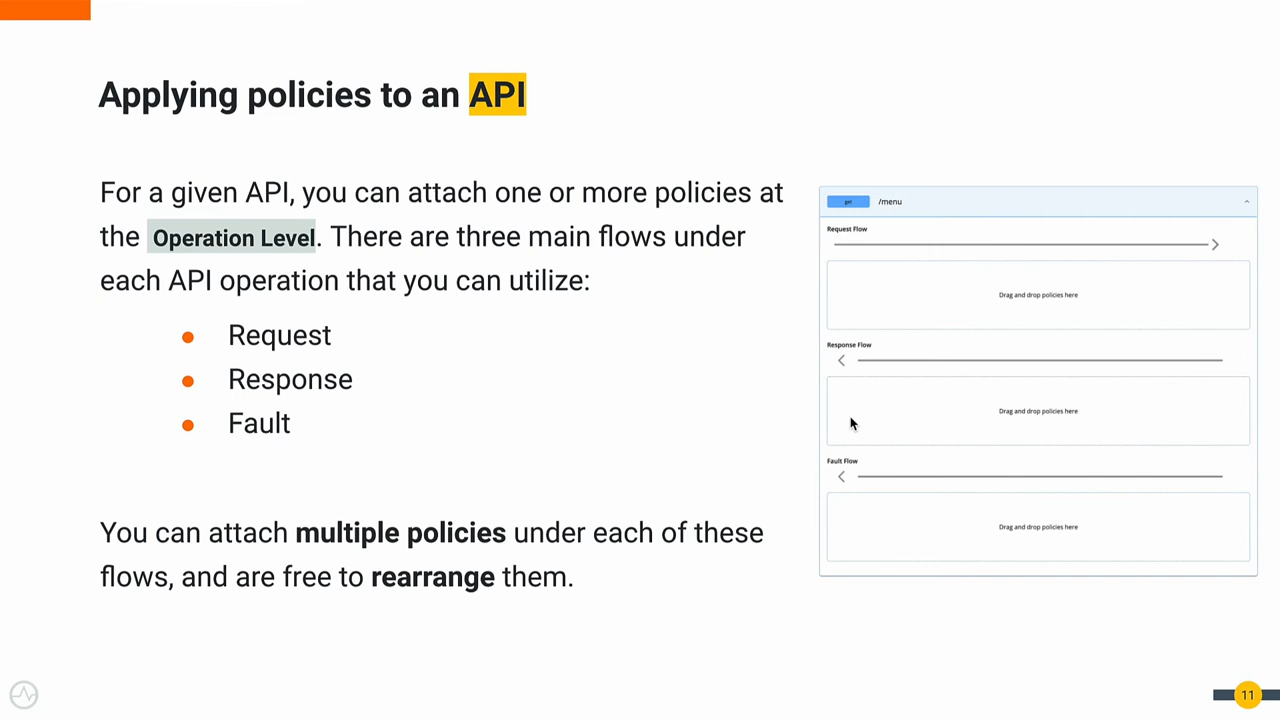 Applying policies to an API
For a given API, you can attach one or more policies at
the Operation Level. There are three main flows under
each API operation that you can utilize:
● Request
● Response
● Fault
You can attach multiple policies under each of these
flows, and are free to rearrange them.
get /menu
Request Flow
Drag and drop policies here
Response Flow
Drag and drop policies here
Fault Flow
Drag and drop policies here
11